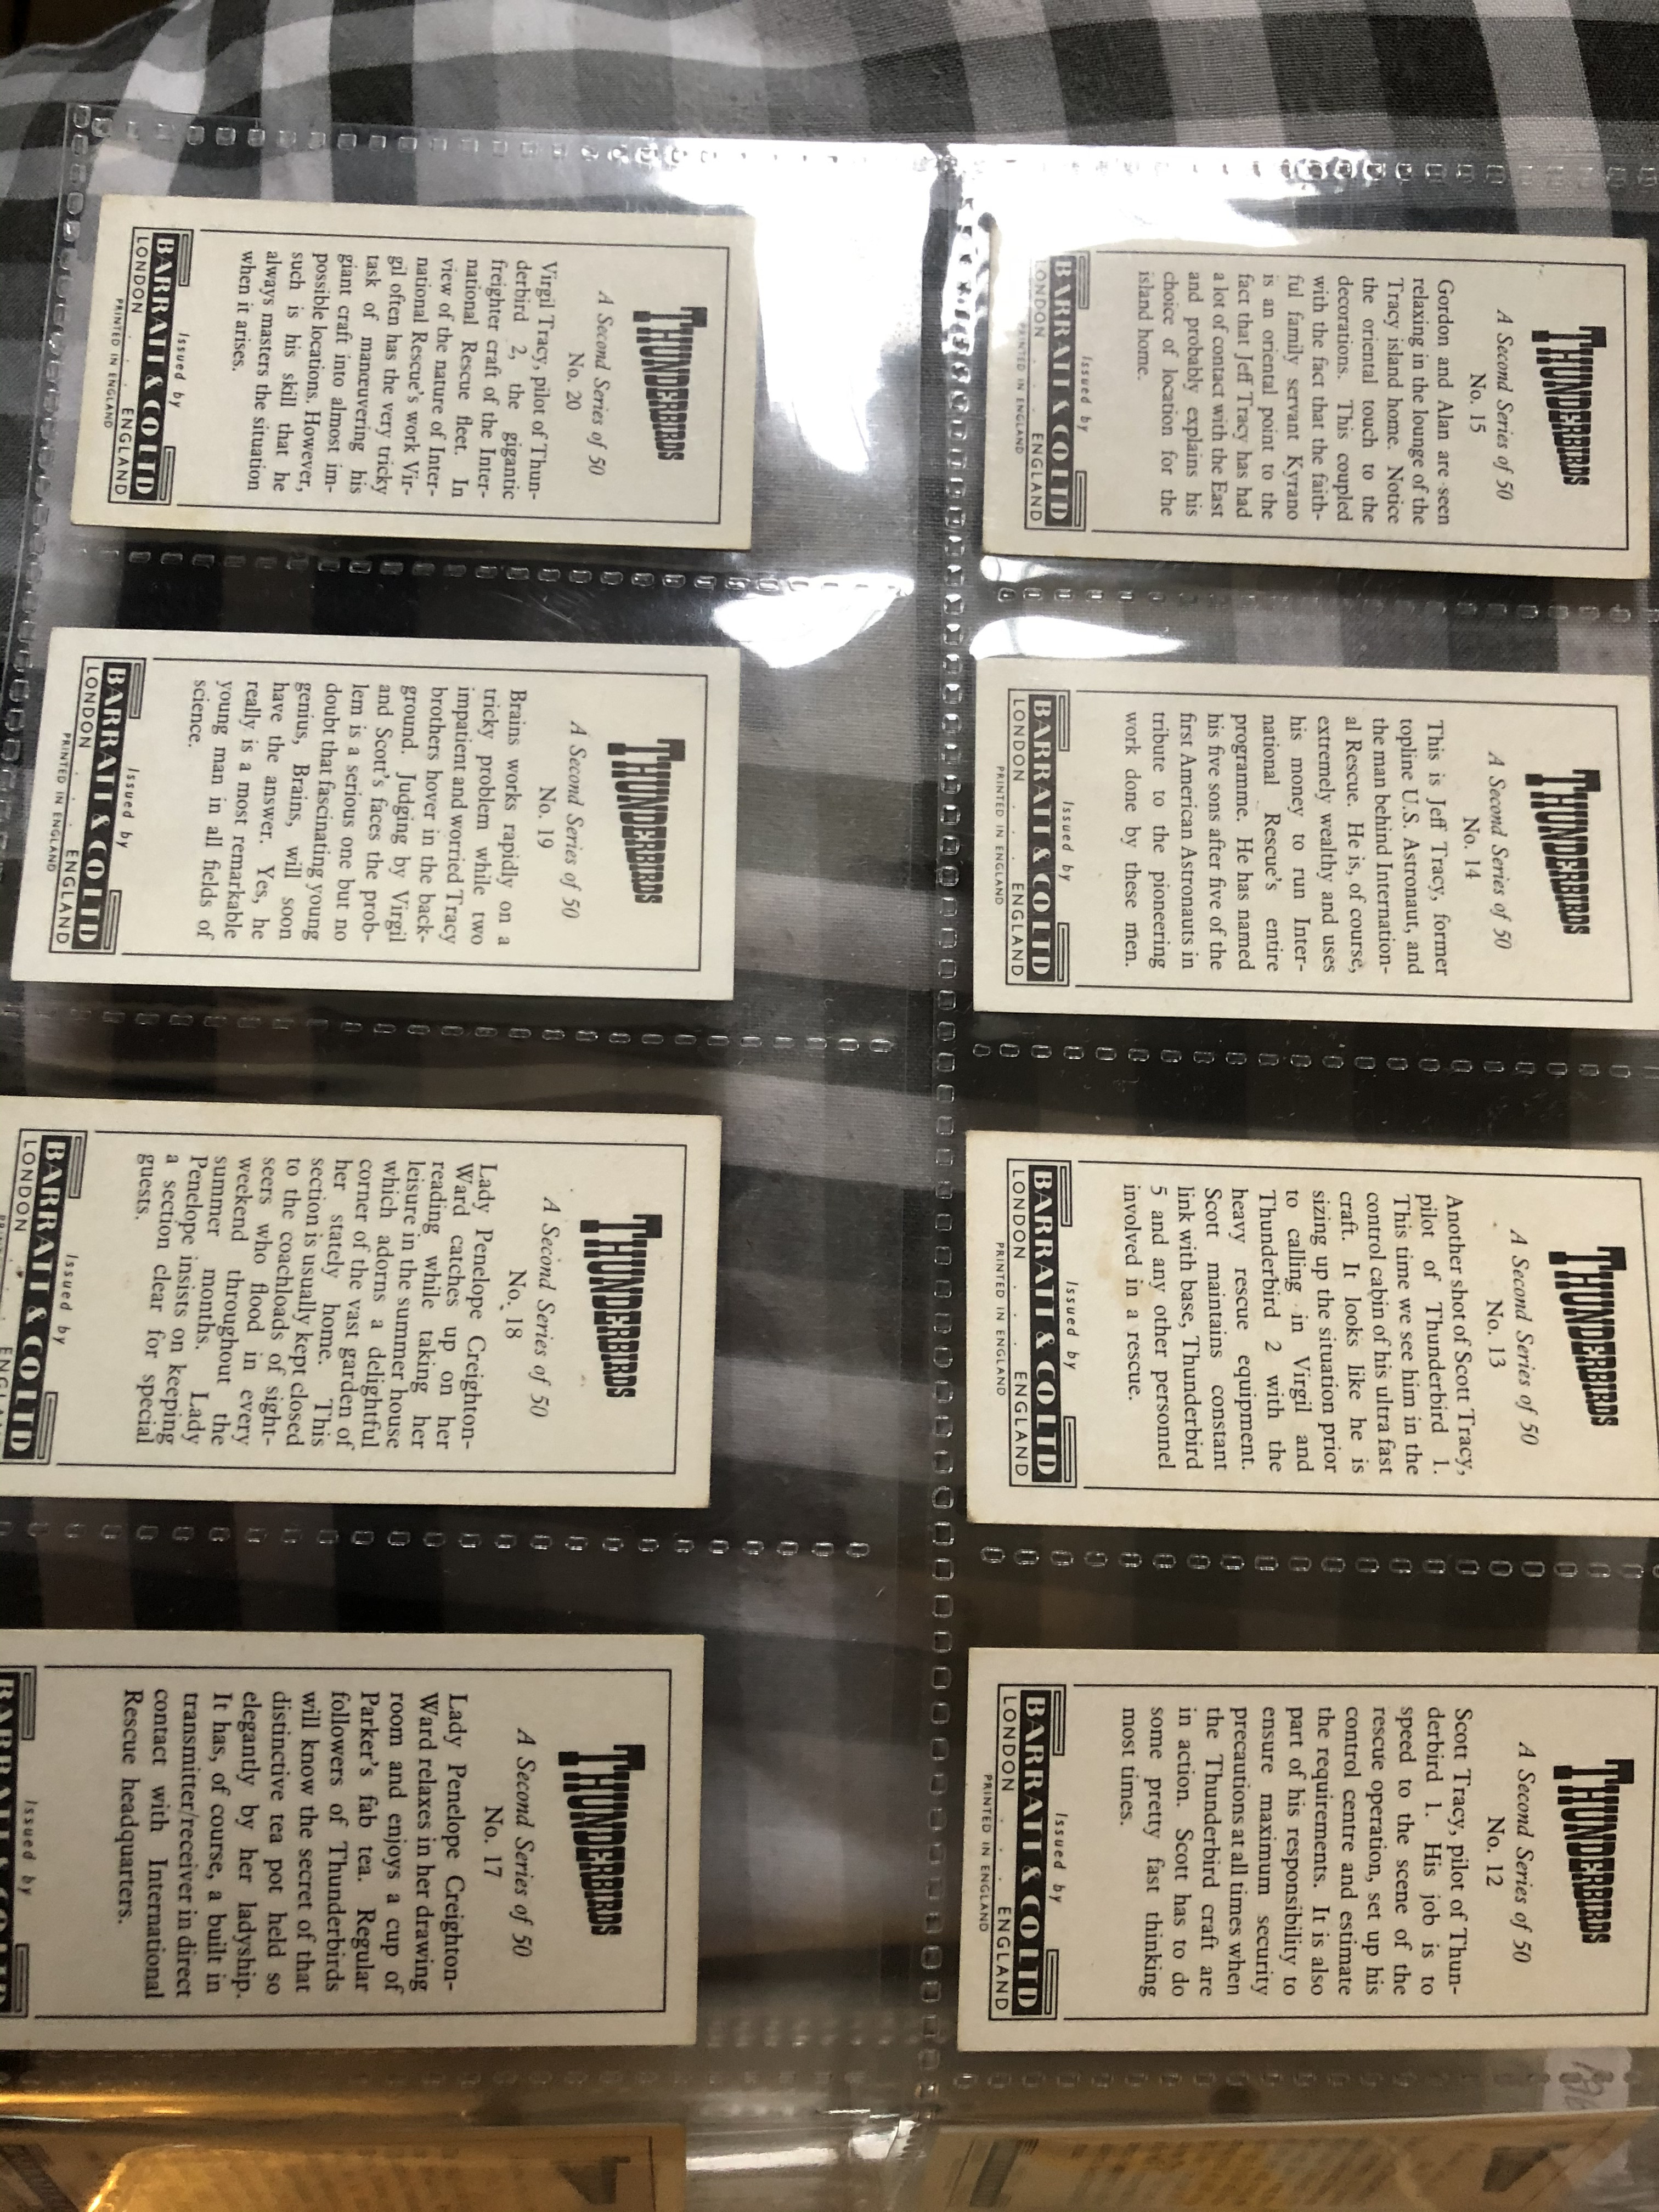 THUNDERBIRDS
A Second Series of 50
No. 15
Gordon and Alan are seen
relaxing in the lounge of the
Tracy island home. Notice
the oriental touch to the
decorations. This coupled
with the fact that the faith-
ful family servant Kyrano
is an oriental point to the
fact that Jeff Tracy has had
a lot of contact with the East
and probably explains his
choice of location for the
island home.
Issued by
BARRATT & CO LTD
LONDON . . ENGLAND
PRINTED IN ENGLAND
THUNDERBIRDS
A Second Series of 50
No. 14
This is Jeff Tracy, former
topline U.S. Astronaut, and
the man behind Internation-
al Rescue. He is, of course,
extremely wealthy and uses
his money to run Inter-
national Rescue's entire
programme. He has named
his five sons after five of the
first American Astronauts in
tribute to the pioneering
work done by these men.
Issued by
BARRATT & CO LTD
LONDON . . ENGLAND
PRINTED IN ENGLAND
THUNDERBIRDS
A Second Series of 50
No. 13
Another shot of Scott Tracy,
pilot of Thunderbird 1.
This time we see him in the
control cabin of his ultra fast
craft. It looks like he is
sizing up the situation prior
to calling in Virgil and
Thunderbird 2 with the
heavy rescue equipment.
Scott maintains constant
link with base, Thunderbird
5 and any other personnel
involved in a rescue.
Issued by
BARRATT & CO LTD
LONDON . . ENGLAND
PRINTED IN ENGLAND
THUNDERBIRDS
A Second Series of 50
No. 12
Scott Tracy, pilot of Thun-
derbird 1. His job is to
speed to the scene of the
rescue operation, set up his
control centre and estimate
the requirements. It is also
part of his responsibility to
ensure maximum security
precautions at all times when
the Thunderbird craft are
in action. Scott has to do
some pretty fast thinking
most times.
Issued by
BARRATT & CO LTD
LONDON . . ENGLAND
PRINTED IN ENGLAND
THUNDERBIRDS
A Second Series of 50
No. 20
Virgil Tracy, pilot of Thun-
derbird 2, the gigantic
freighter craft of the Inter-
national Rescue fleet. In
view of the nature of Inter-
national Rescue's work Vir-
gil often has the very tricky
task of manœuvering his
giant craft into almost im-
possible locations. However,
such is his skill that he
always masters the situation
when it arises.
Issued by
BARRATT & CO LTD
LONDON . . ENGLAND
PRINTED IN ENGLAND
THUNDERBIRDS
A Second Series of 50
No. 19
Brains works rapidly on a
tricky problem while two
impatient and worried Tracy
brothers hover in the back-
ground. Judging by Virgil
and Scott's faces the prob-
lem is a serious one but no
doubt that fascinating young
genius, Brains, will soon
have the answer. Yes, he
really is a most remarkable
young man in all fields of
science.
Issued by
BARRATT & CO LTD
LONDON . . ENGLAND
PRINTED IN ENGLAND
THUNDERBIRDS
A Second Series of 50
No. 18
Lady Penelope Creighton-
Ward catches up on her
reading while taking her
leisure in the summer house
which adorns a delightful
corner of the vast garden of
her stately home. This
section is usually kept closed
to the coachloads of sight-
seers who flood in every
weekend throughout the
summer months. Lady
Penelope insists on keeping
a section clear for special
guests.
Issued by
BARRATT & CO LTD
LONDON
THUNDERBIRDS
A Second Series of 50
No. 17
Lady Penelope Creighton-
Ward relaxes in her drawing
room and enjoys a cup of
Parker's fab tea. Regular
followers of Thunderbirds
will know the secret of that
distinctive tea pot held so
elegantly by her ladyship.
It has, of course, a built in
transmitter/receiver in direct
contact with International
Rescue headquarters.
Issued by
BARRATT & CO LTD